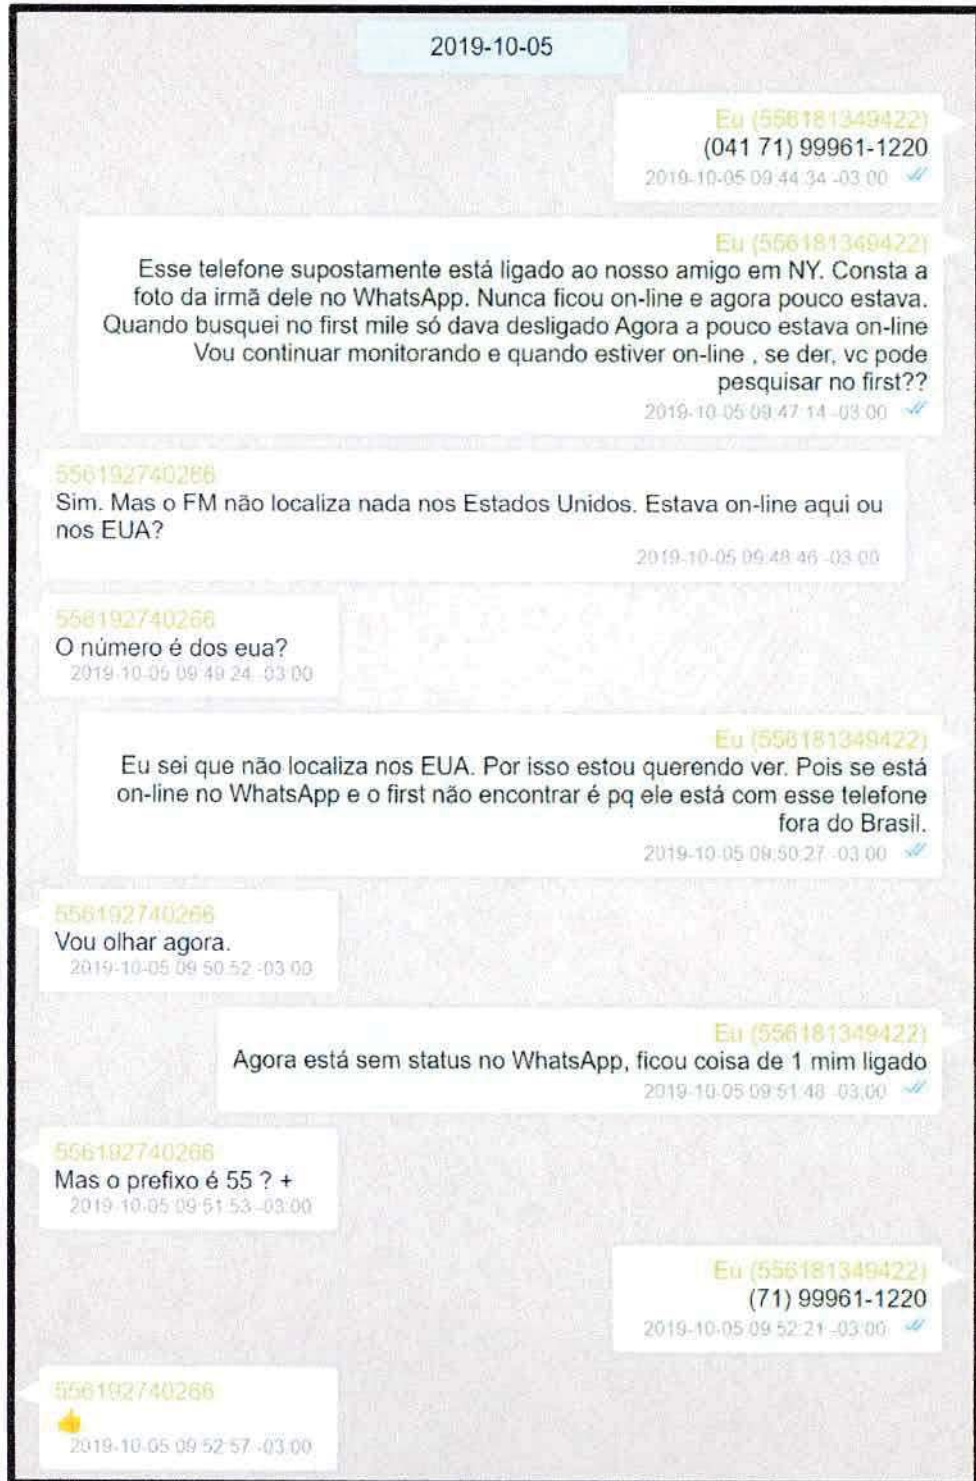 2019-10-05
Eu (556181349422)
(041 71) 99961-1220
2019-10-05 09:44:34 -03:00
Eu (556181349422)
Esse telefone supostamente está ligado ao nosso amigo em NY. Consta a
foto da irmã dele no WhatsApp. Nunca ficou on-line e agora pouco estava.
Quando busquei no first mile só dava desligado Agora a pouco estava on-line
Vou continuar monitorando e quando estiver on-line , se der, vc pode
pesquisar no first??
2019-10-05 09:47:14 -03:00
556192740266
Sim. Mas o FM não localiza nada nos Estados Unidos. Estava on-line aqui ou
nos EUA?
2019-10-05 09:48:46 -03:00
556192740266
O número é dos eua?
2019-10-05 09:49:24 -03:00
Eu (556181349422)
Eu sei que não localiza nos EUA. Por isso estou querendo ver. Pois se está
on-line no WhatsApp e o first não encontrar é pq ele está com esse telefone
fora do Brasil.
2019-10-05 09:50:27 -03:00
556192740266
Vou olhar agora.
2019-10-05 09:50:52 -03:00
Eu (556181349422)
Agora está sem status no WhatsApp, ficou coisa de 1 mim ligado
2019-10-05 09:51:48 -03:00
556192740266
Mas o prefixo é 55 ? +
2019-10-05 09:51:53 -03:00
Eu (556181349422)
(71) 99961-1220
2019-10-05 09:52:21 -03:00
556192740266
👍
2019-10-05 09:52:57 -03:00